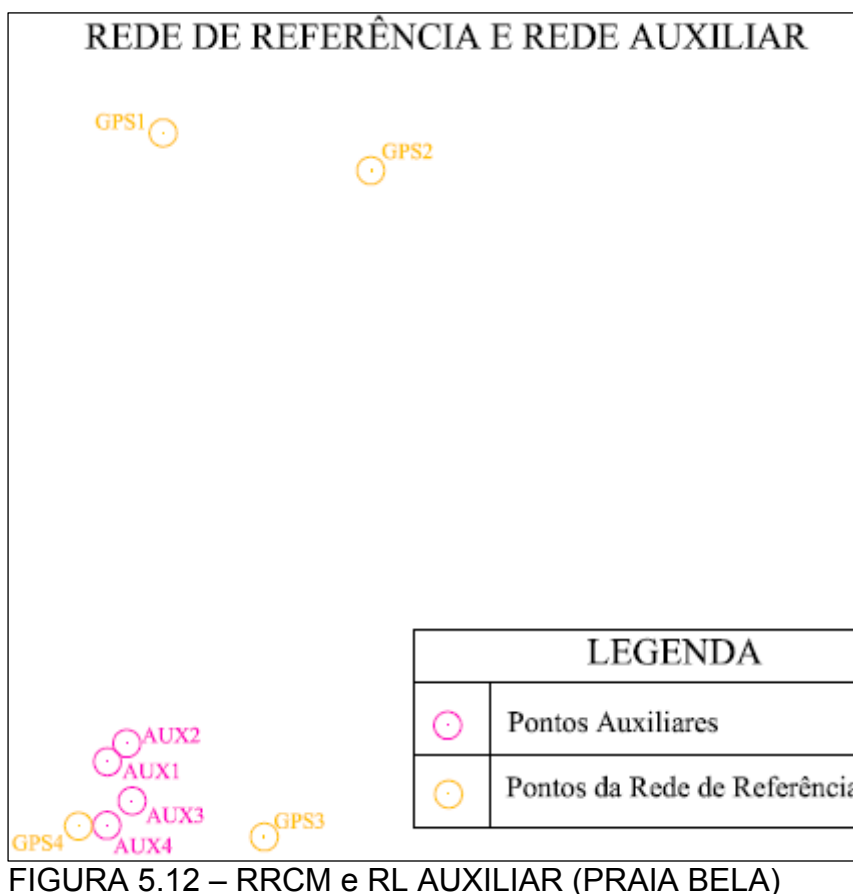 REDE DE REFERÊNCIA E REDE AUXILIAR
GPS1
GPS2
LEGENDA
Pontos Auxiliares
Pontos da Rede de Referência
AUX2
AUX1
AUX3
GPS3
GPS4
AUX4
FIGURA 5.12 – RRCM e RL AUXILIAR (PRAIA BELA)